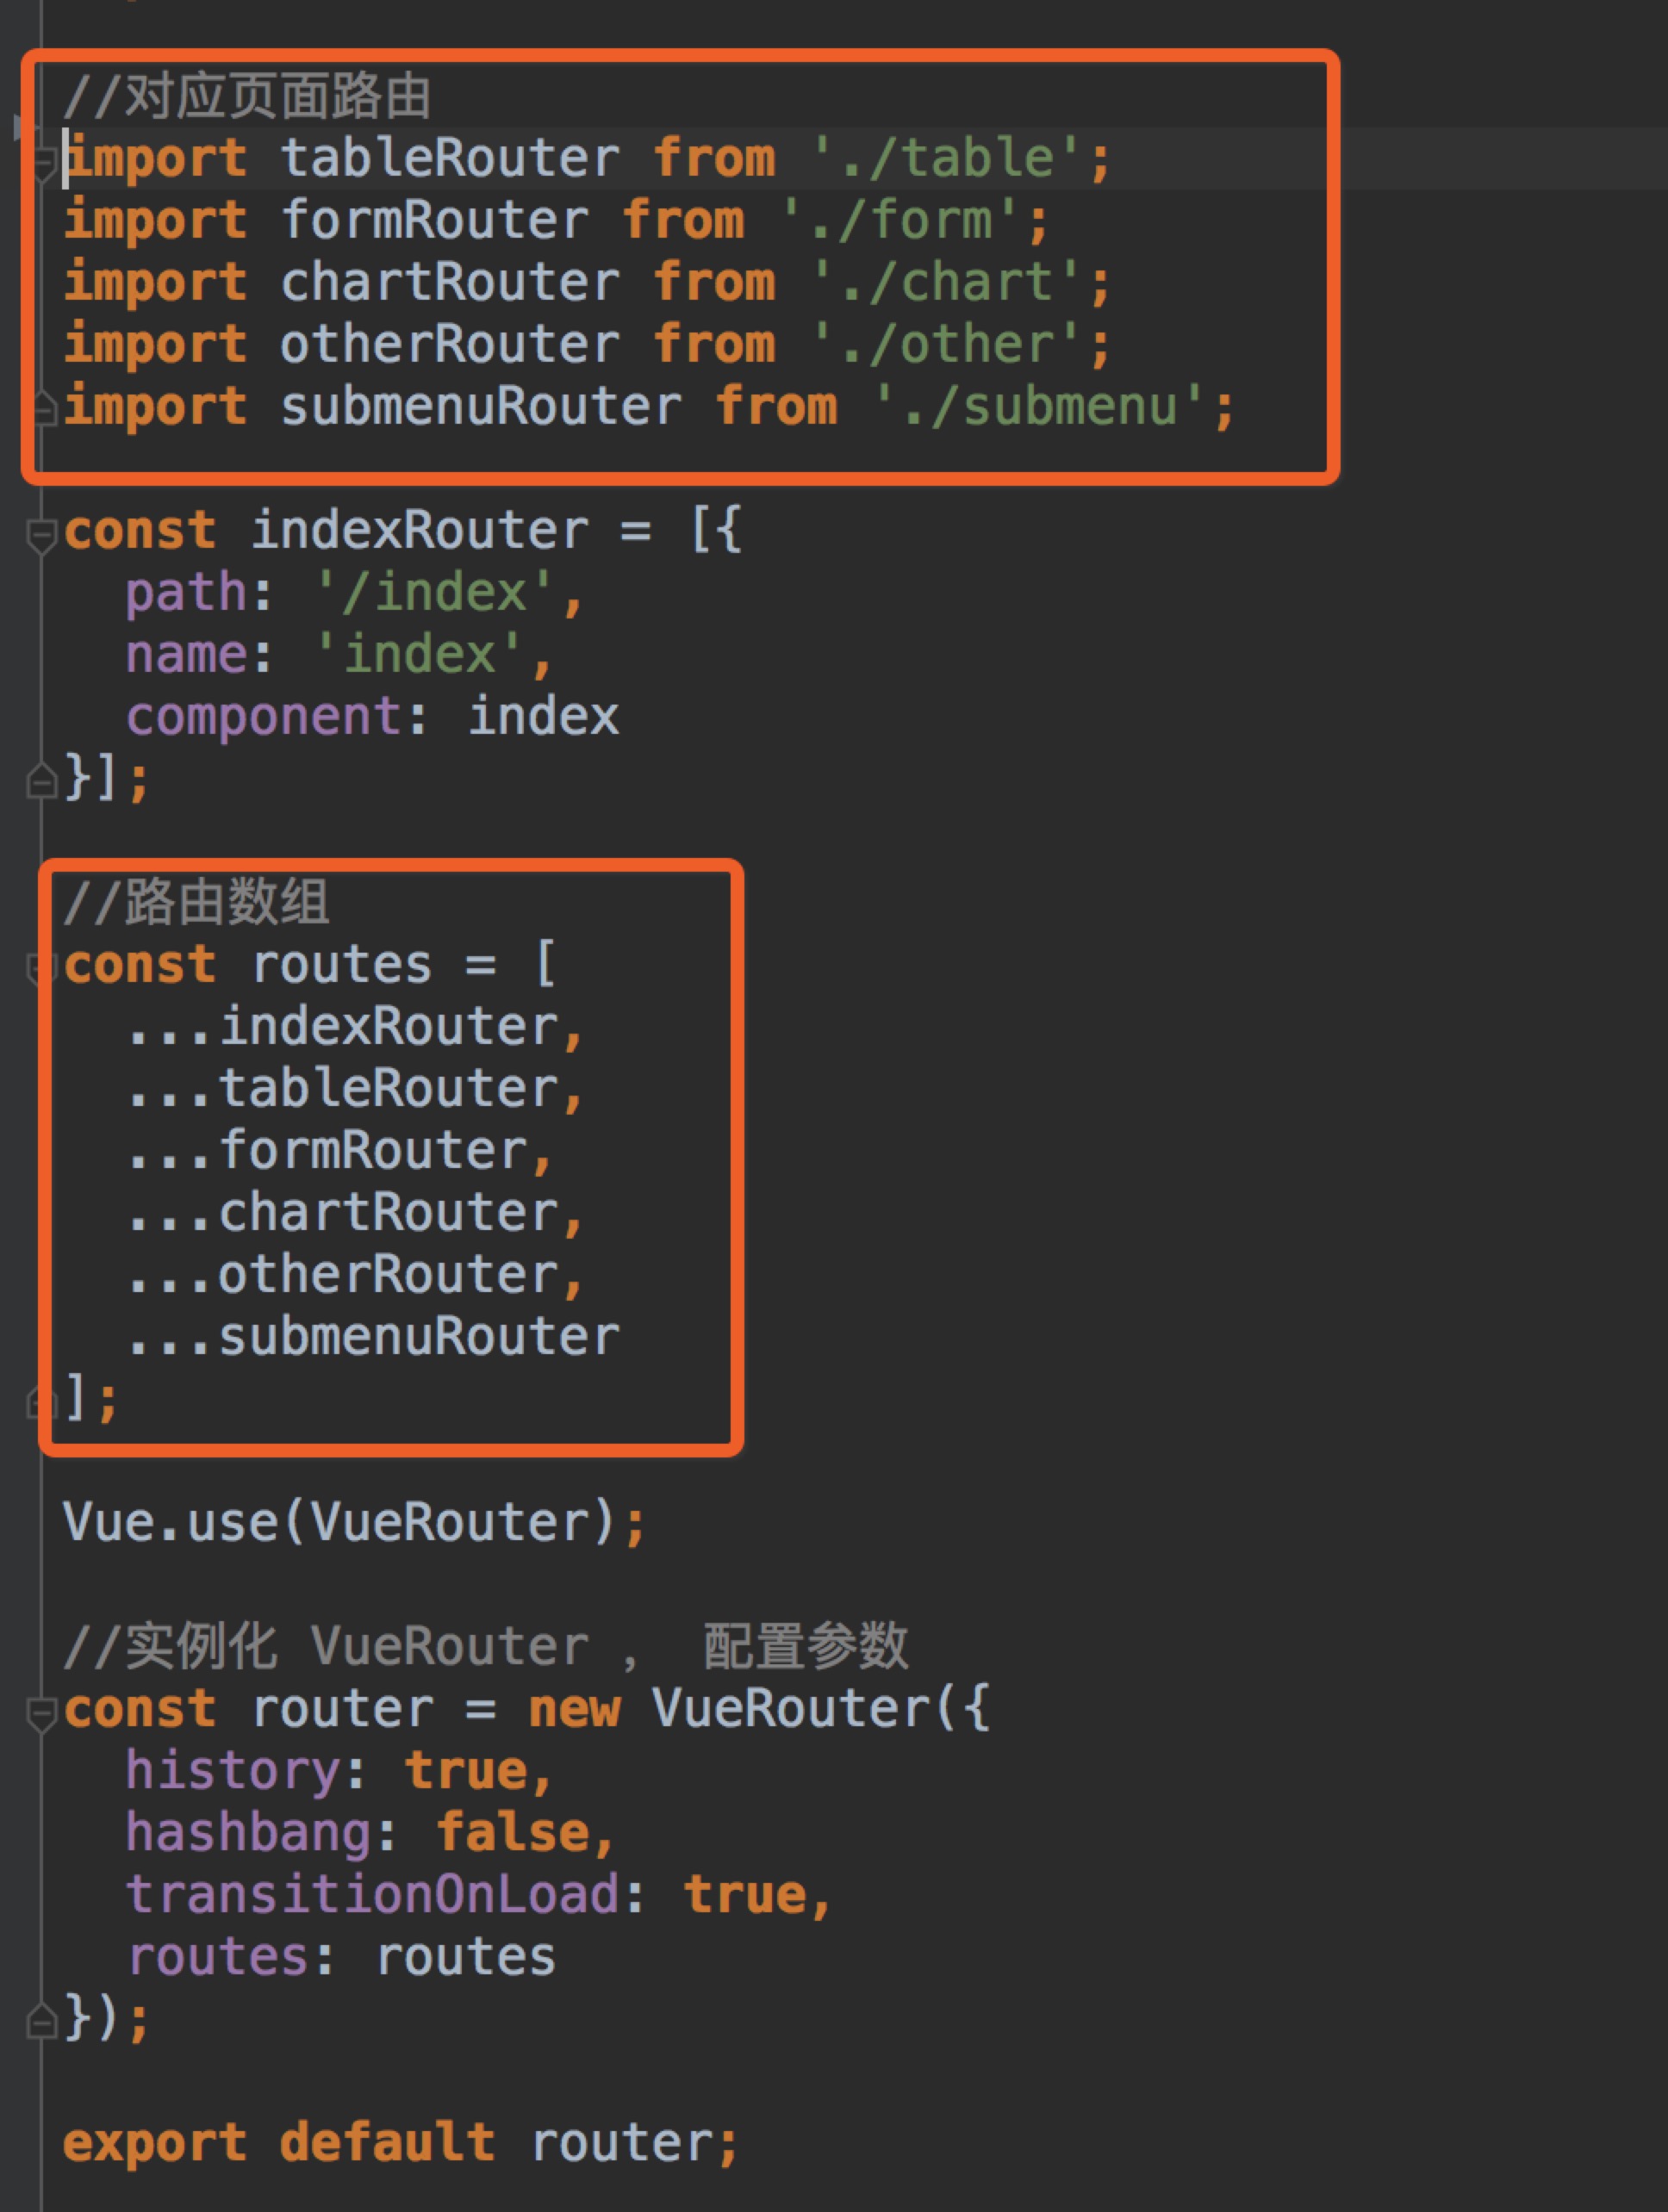 //对应页面路由
import tableRouter from './table';
import formRouter from './form';
import chartRouter from './chart';
import otherRouter from './other';
import submenuRouter from './submenu';
const indexRouter = [{
  path: '/index',
  name: 'index',
  component: index
}];
//路由数组
const routes = [
  ...indexRouter,
  ...tableRouter,
  ...formRouter,
  ...chartRouter,
  ...otherRouter,
  ...submenuRouter
];
Vue.use(VueRouter);
//实例化 VueRouter ， 配置参数
const router = new VueRouter({
  history: true,
  hashbang: false,
  transitionOnLoad: true,
  routes: routes
});
export default router;